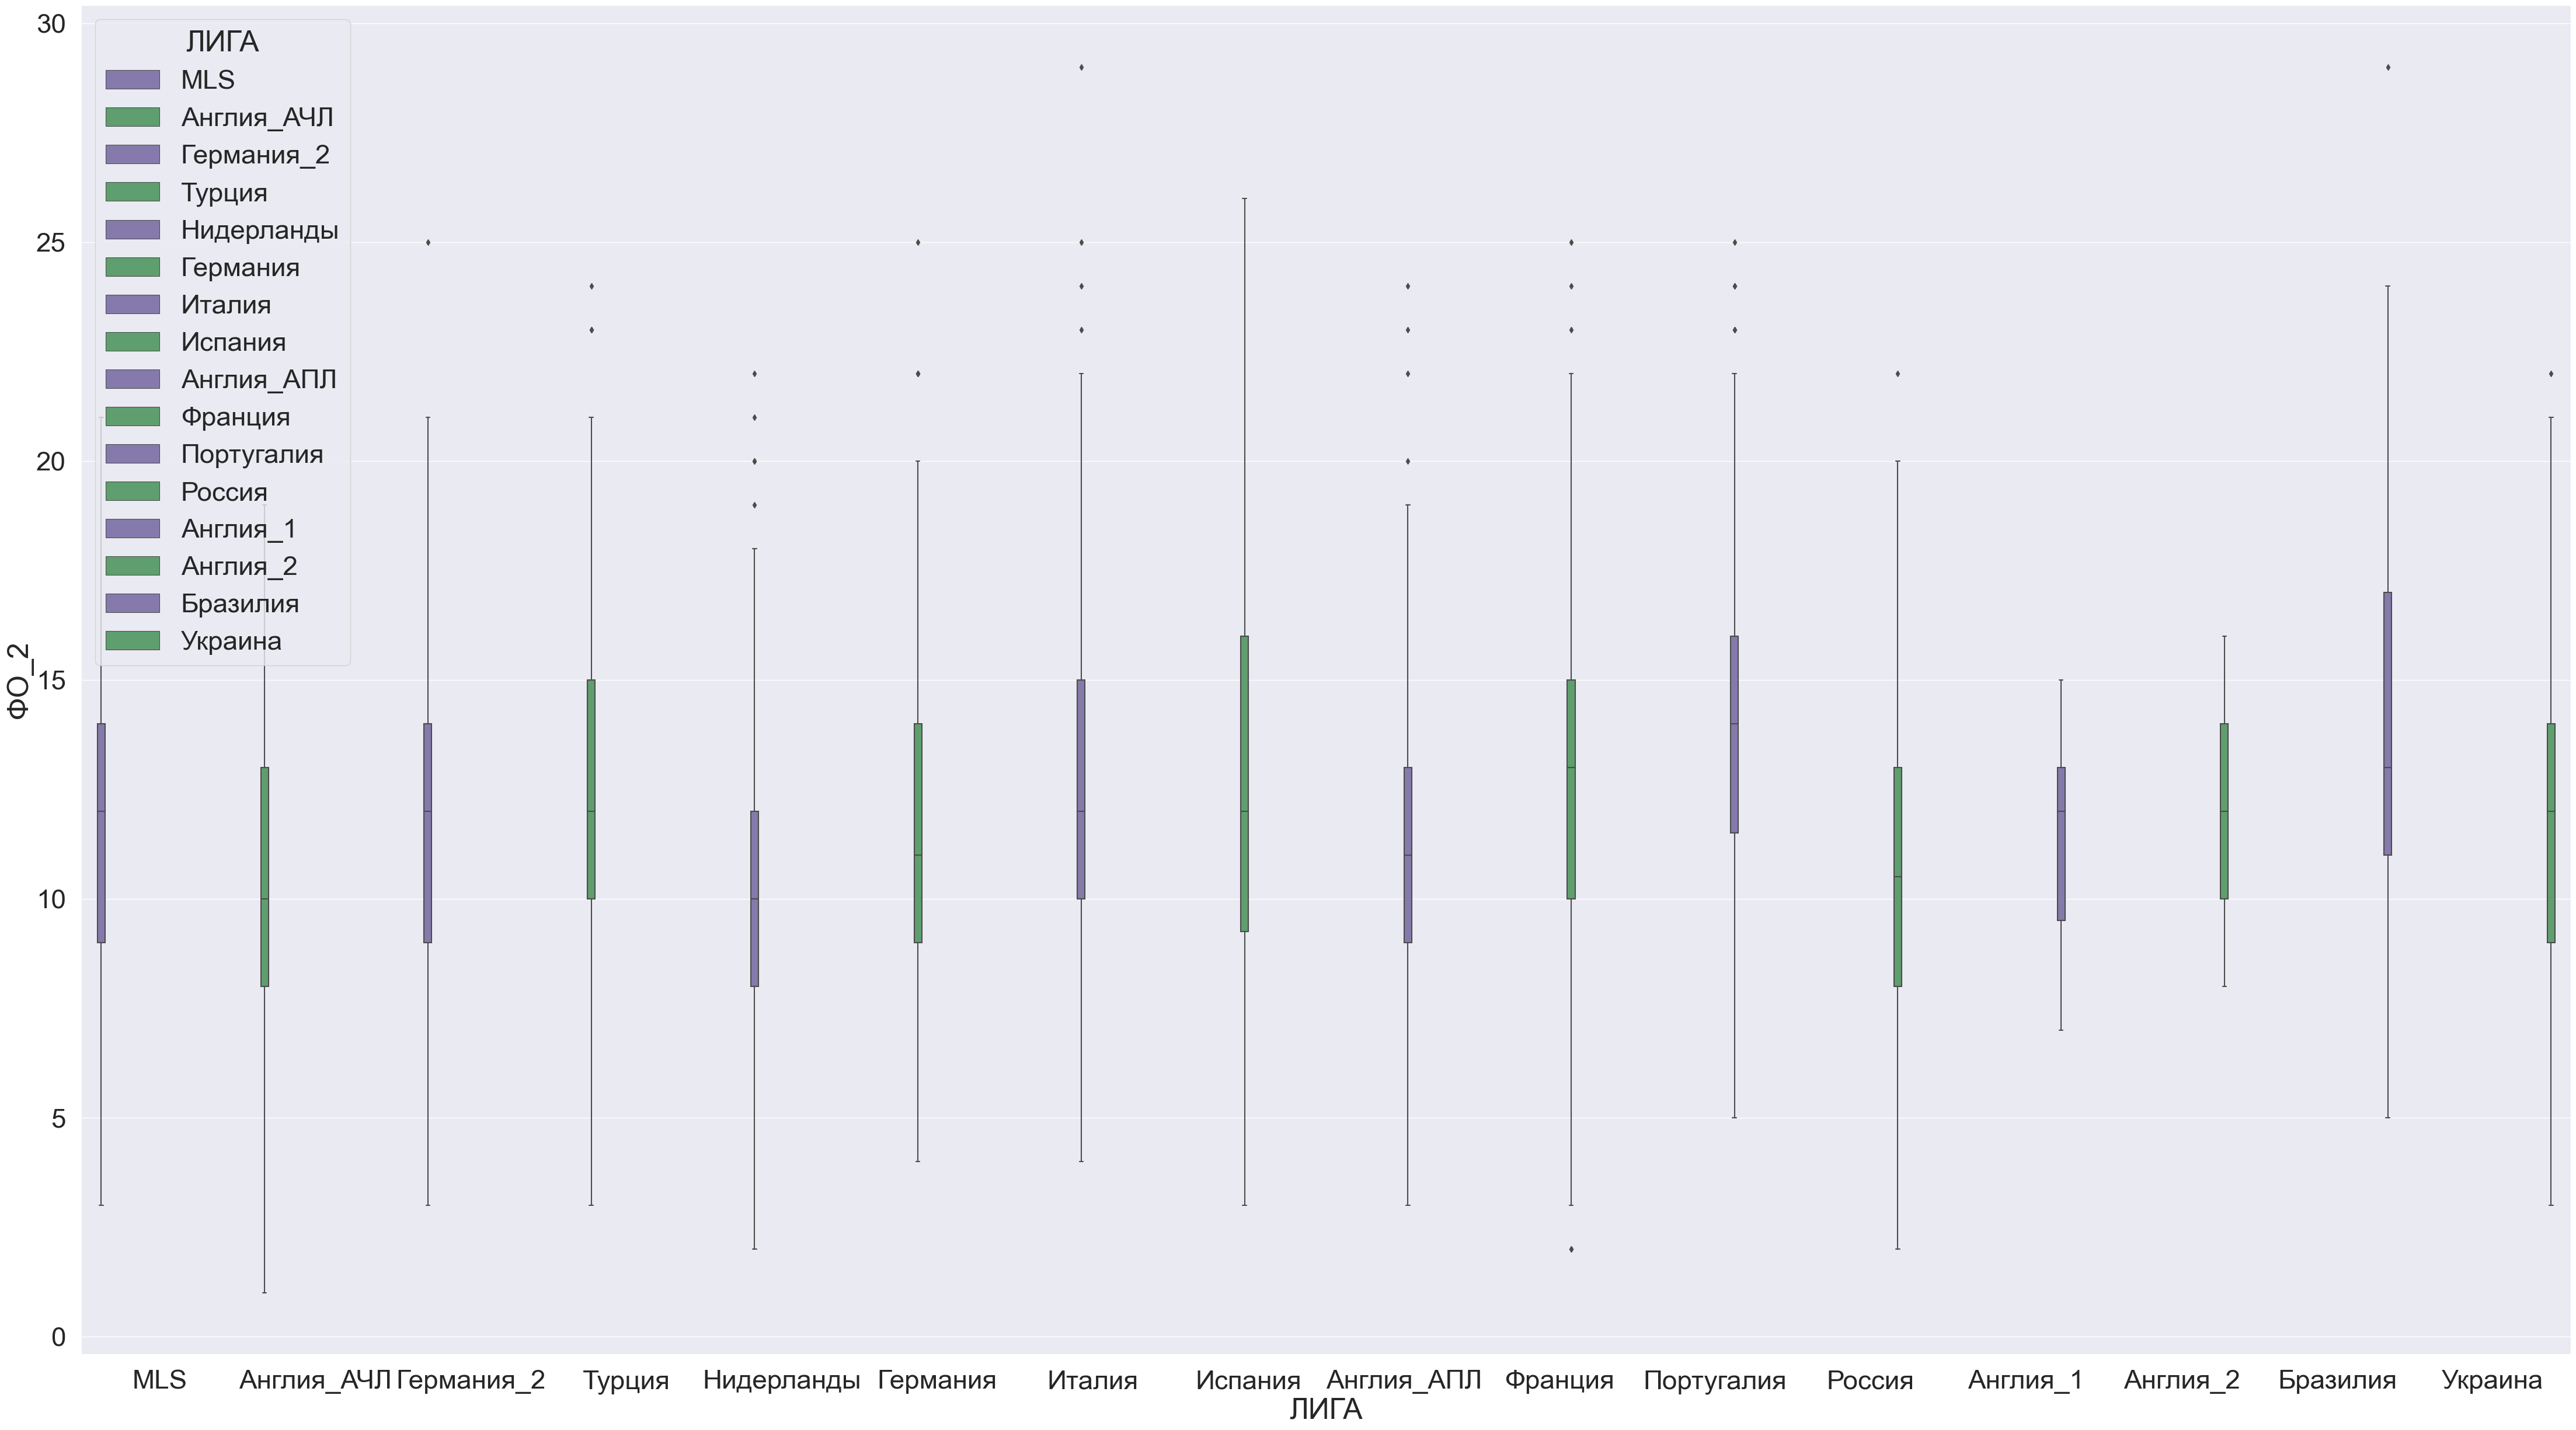 30
25
20
15
10
5
0
ФО_2
ЛИГА
MLS
Англия_АЧЛ
Германия_2
Турция
Нидерланды
Германия
Италия
Испания
Англия_АПЛ
Франция
Португалия
Россия
Англия_1
Англия_2
Бразилия
Украина
MLS Англия_АЧЛ Германия_2 Турция Нидерланды Германия Италия Испания Англия_АПЛ Франция Португалия Россия Англия_1 Англия_2 Бразилия Украина
ЛИГА